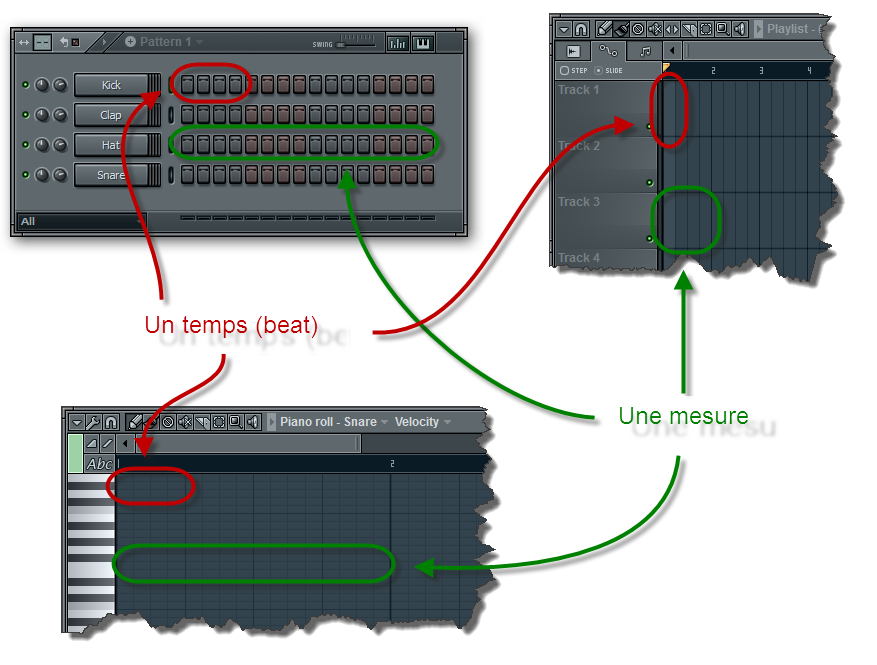 Pattern 1
SWING
Kick
Clap
Hat
Snare
All
Playlist -
STEP SLIDE
2 3 4
Track 1
Track 2
Track 3
Track 4
Un temps (beat)
Une mesure
Piano roll - Snare Velocity
Abc
2